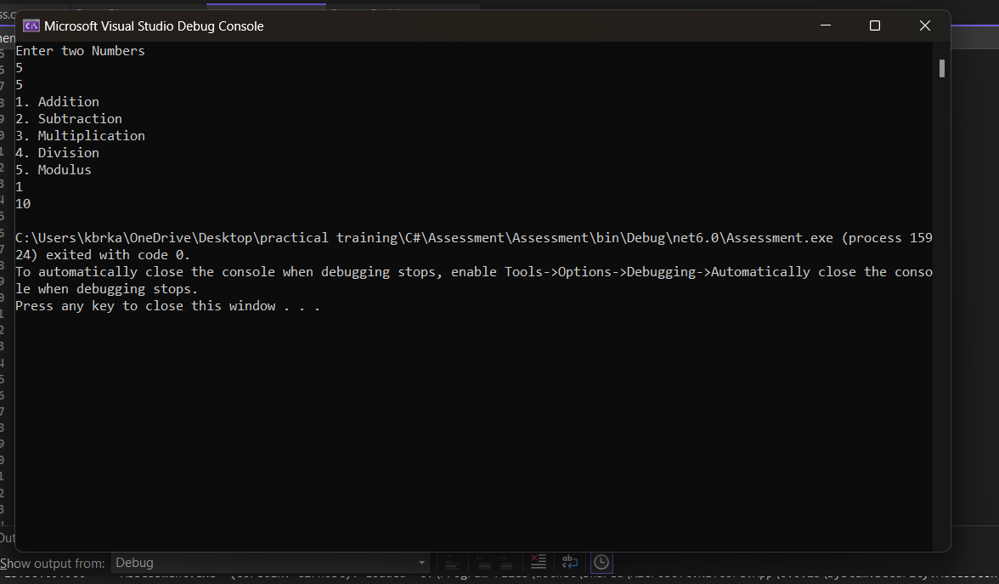 Microsoft Visual Studio Debug Console
Enter two Numbers
5
5
1. Addition
2. Subtraction
3. Multiplication
4. Division
5. Modulus
1
10
C:\Users\kbrka\OneDrive\Desktop\practical training\C#\Assessment\Assessment\bin\Debug\net6.0\Assessment.exe (process 159
24) exited with code 0.
To automatically close the console when debugging stops, enable Tools->Options->Debugging->Automatically close the conso
le when debugging stops.
Press any key to close this window . . .
Show output from: Debug